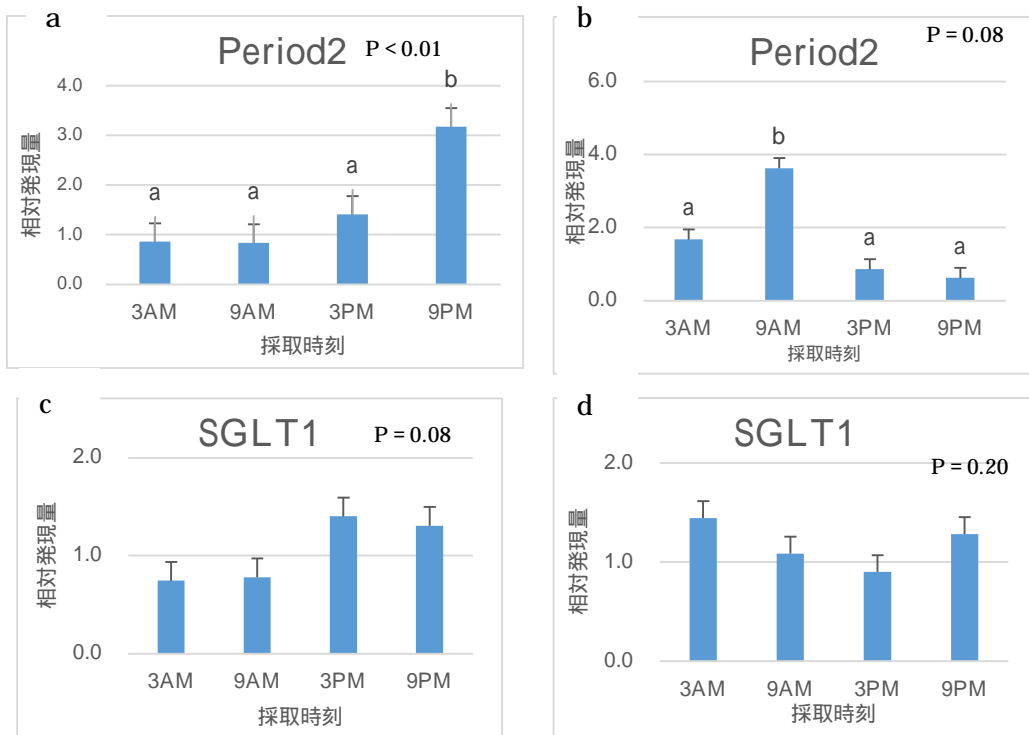 a
Period2 P < 0.01
4.0
3.0
2.0
1.0
0.0
相対発現量
a
a
a
b
3AM 9AM 3PM 9PM
採取時刻
b
Period2 P = 0.08
6.0
4.0
2.0
0.0
相対発現量
a
b
a
a
3AM 9AM 3PM 9PM
採取時刻
c
SGLT1 P = 0.08
2.0
1.0
0.0
相対発現量
3AM 9AM 3PM 9PM
採取時刻
d
SGLT1
P = 0.20
2.0
1.0
0.0
相対発現量
3AM 9AM 3PM 9PM
採取時刻